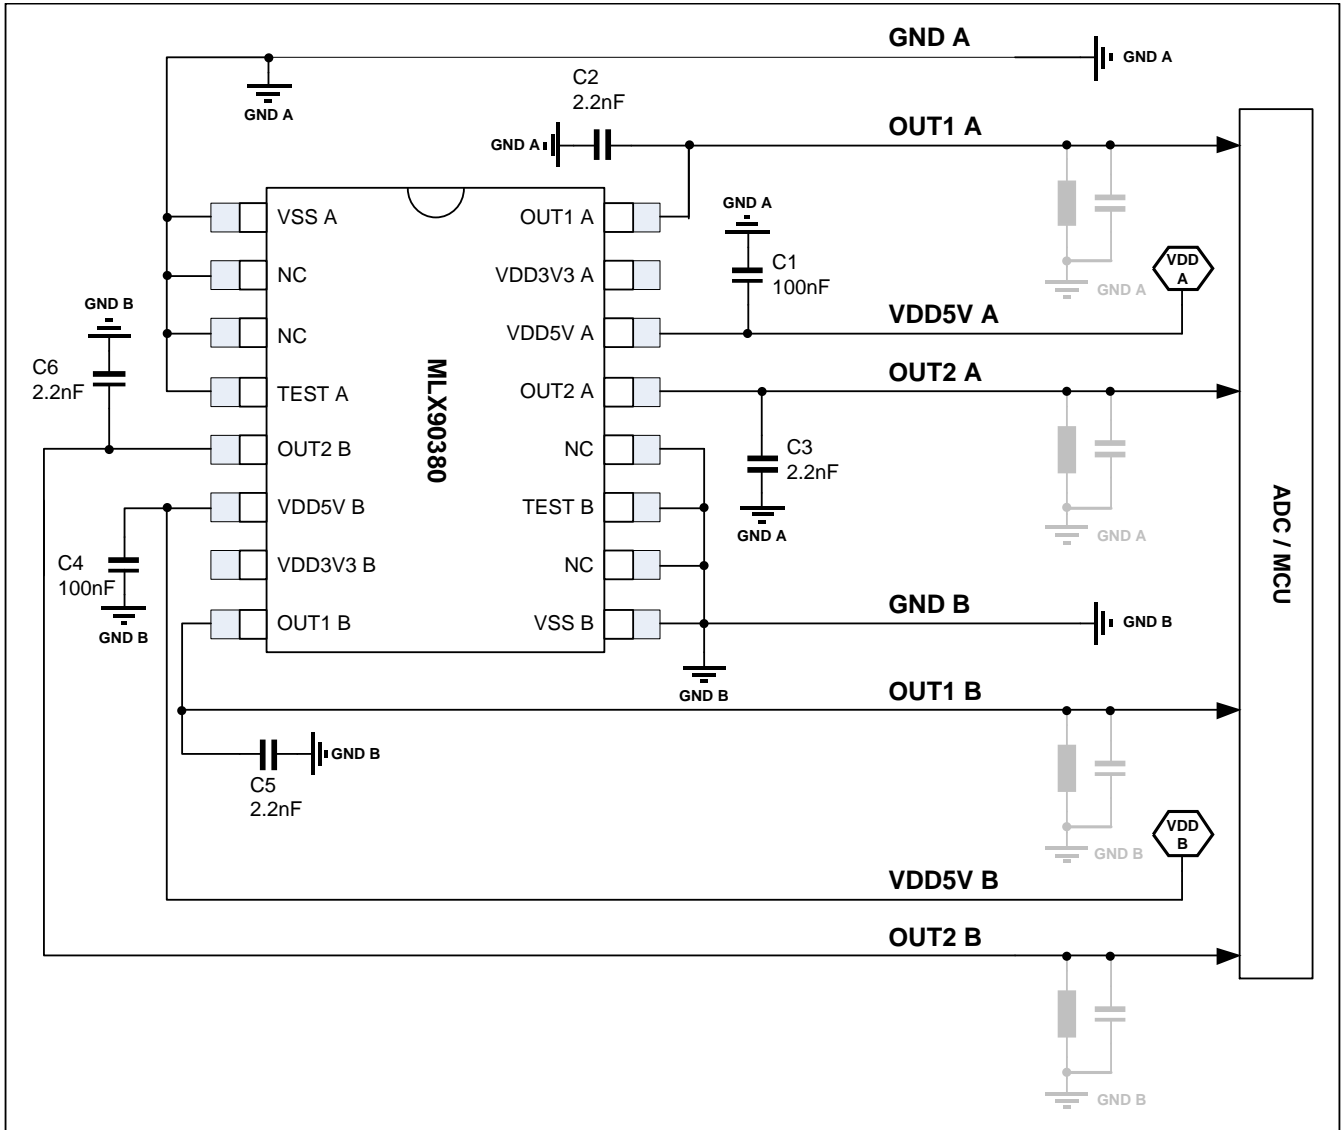 GND A
GND A
C2
2.2nF
GND A
OUT1 A
GND A
GND A
VSS A
OUT1 A
GND A
C1
100nF
NC
VDD3V3 A
VDD
A
GND A
GND B
NC
VDD5V A
VDD5V A
C6
2.2nF
MLX90380
TEST A
OUT2 A
OUT2 A
OUT2 B
NC
C3
2.2nF
VDD5V B
TEST B
GND A
GND A
ADC / MCU
C4
100nF
VDD3V3 B
NC
GND B
OUT1 B
VSS B
GND B
GND B
GND B
OUT1 B
GND B
C5
2.2nF
VDD
B
GND B
VDD5V B
OUT2 B
GND B